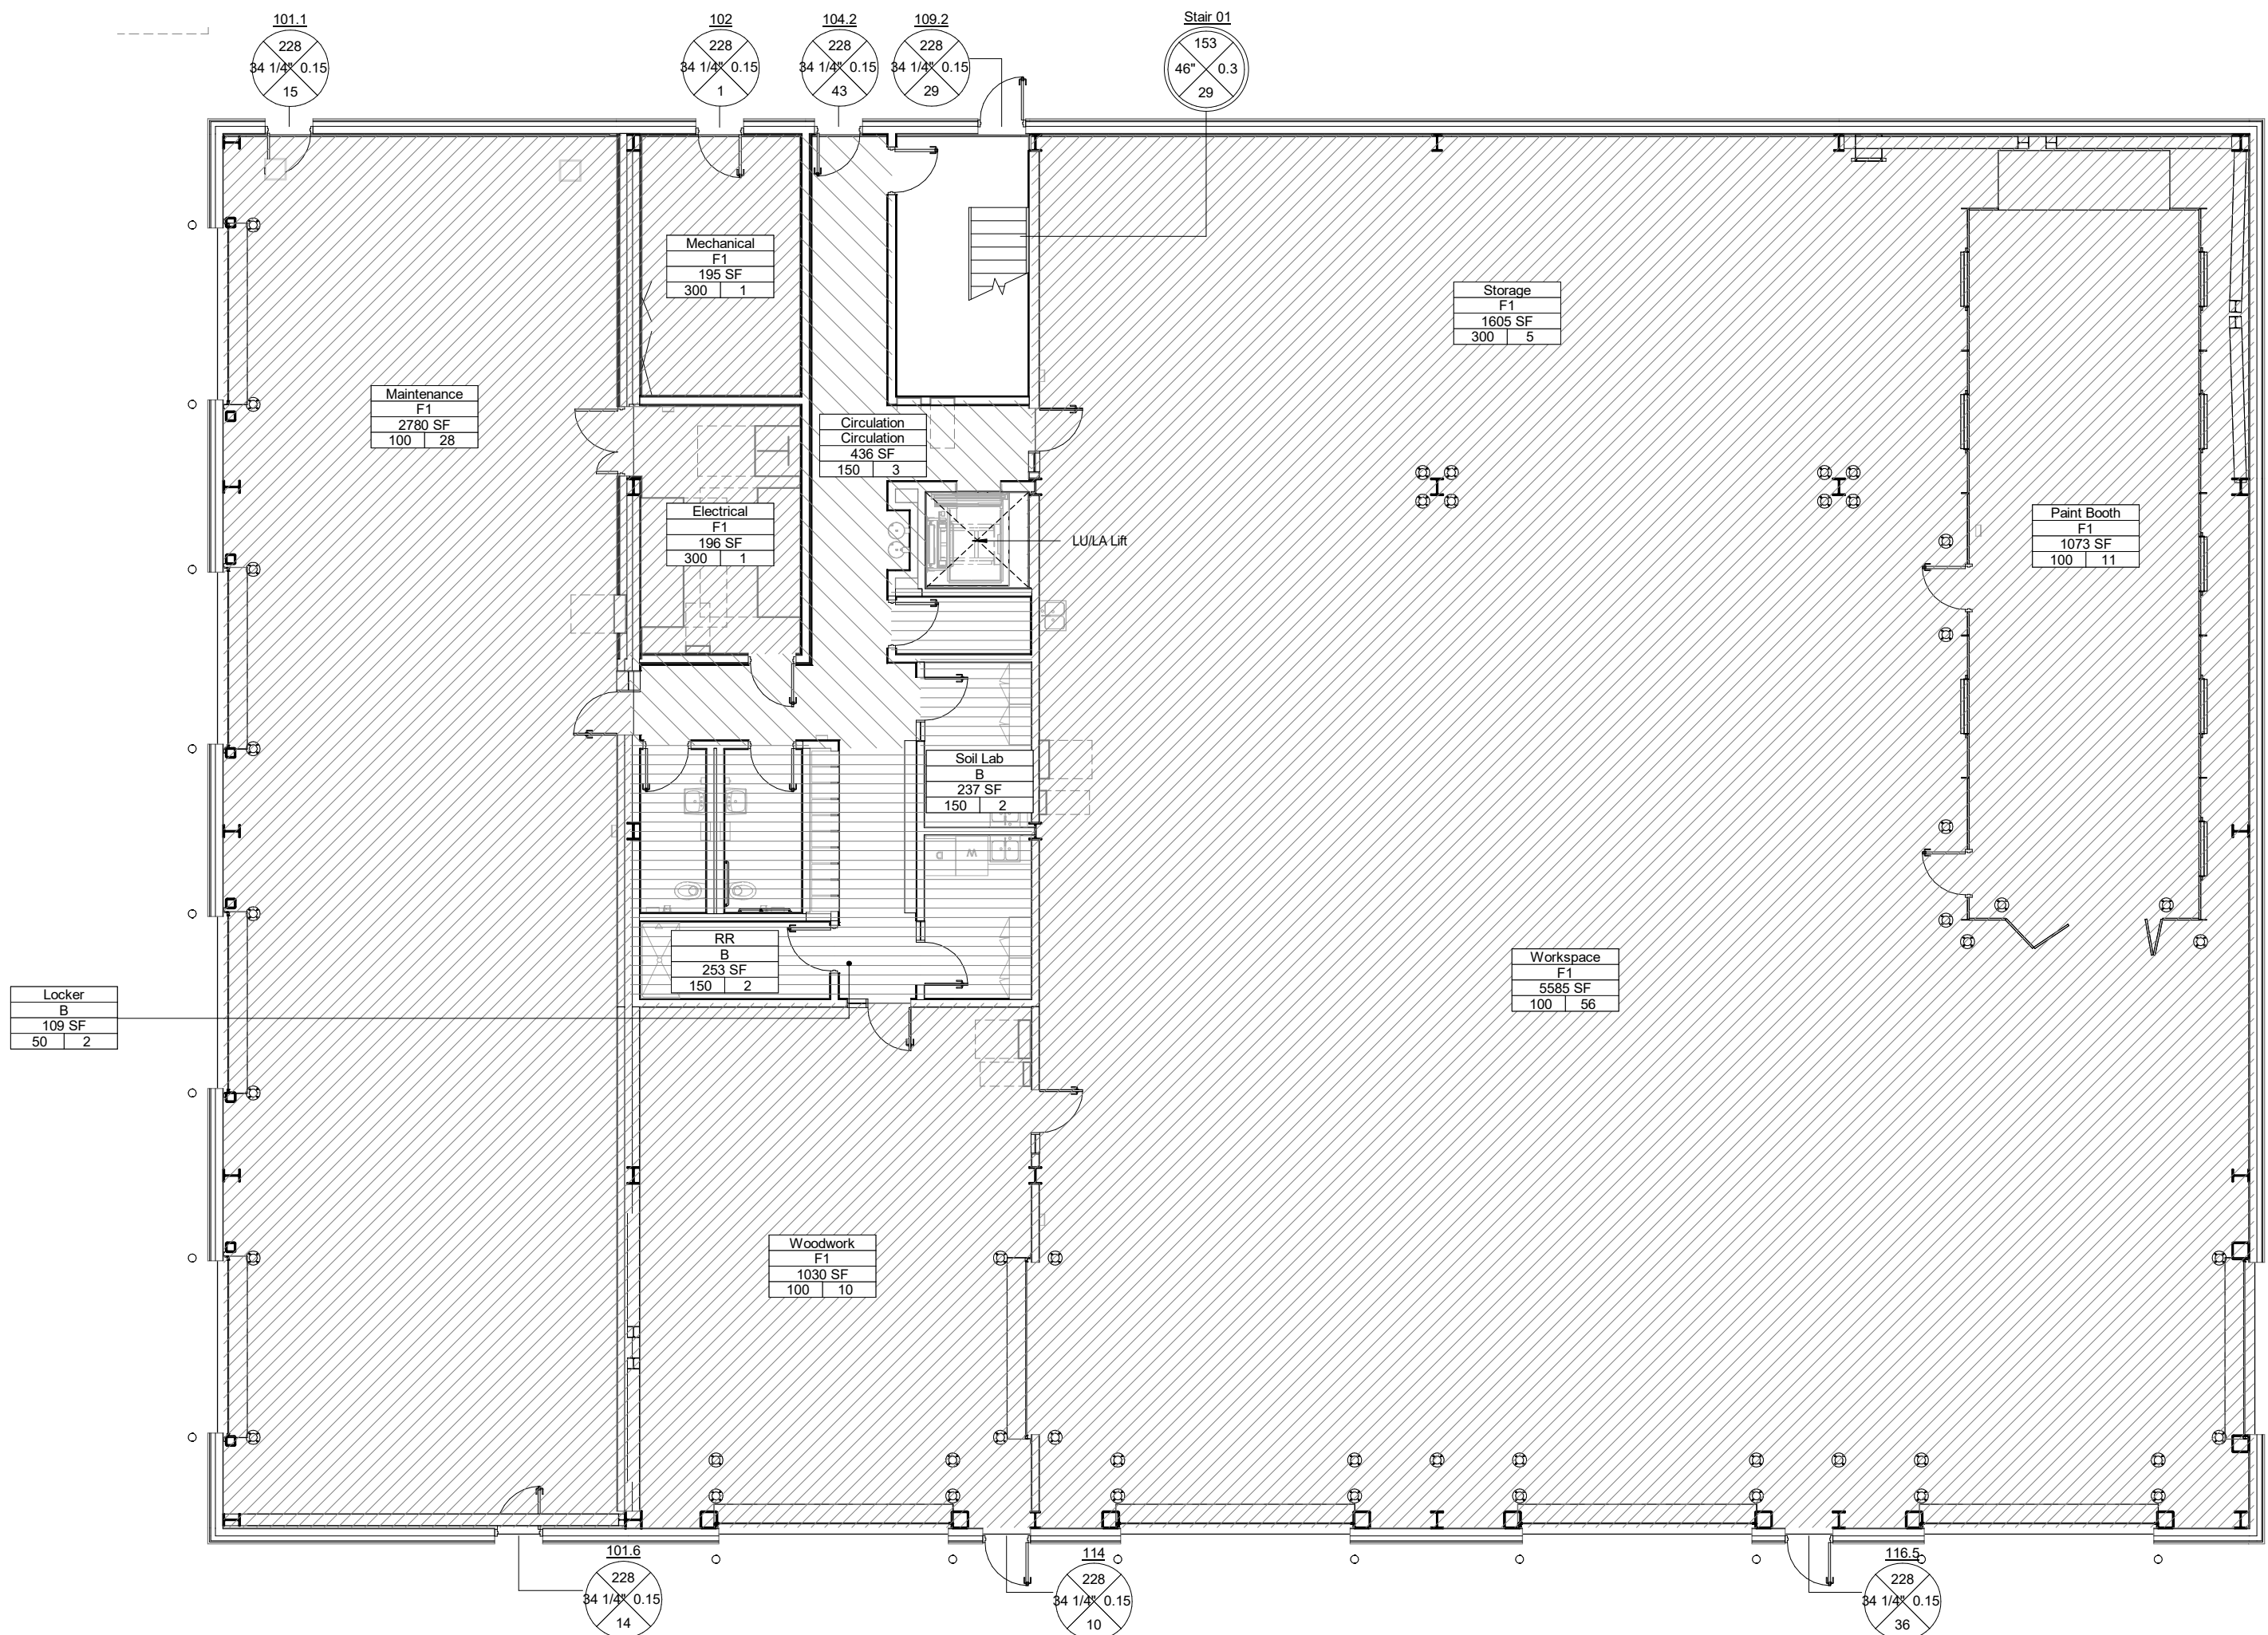 101.1
228
34 1/4" 0.15
15
102
228
34 1/4" 0.15
1
104.2
228
34 1/4" 0.15
43
109.2
228
34 1/4" 0.15
29
Stair 01
153
46" 0.3
29
Mechanical
F1
195 SF
300 1
Storage
F1
1605 SF
300 5
Maintenance
F1
2780 SF
100 28
Circulation
Circulation
436 SF
150 3
Electrical
F1
196 SF
300 1
LU/LA Lift
Paint Booth
F1
1073 SF
100 11
Soil Lab
B
237 SF
150 2
D W
RR
B
253 SF
150 2
Workspace
F1
5585 SF
100 56
Locker
B
109 SF
50 2
Woodwork
F1
1030 SF
100 10
101.6
228
34 1/4" 0.15
14
114
228
34 1/4" 0.15
10
116.5
228
34 1/4" 0.15
36